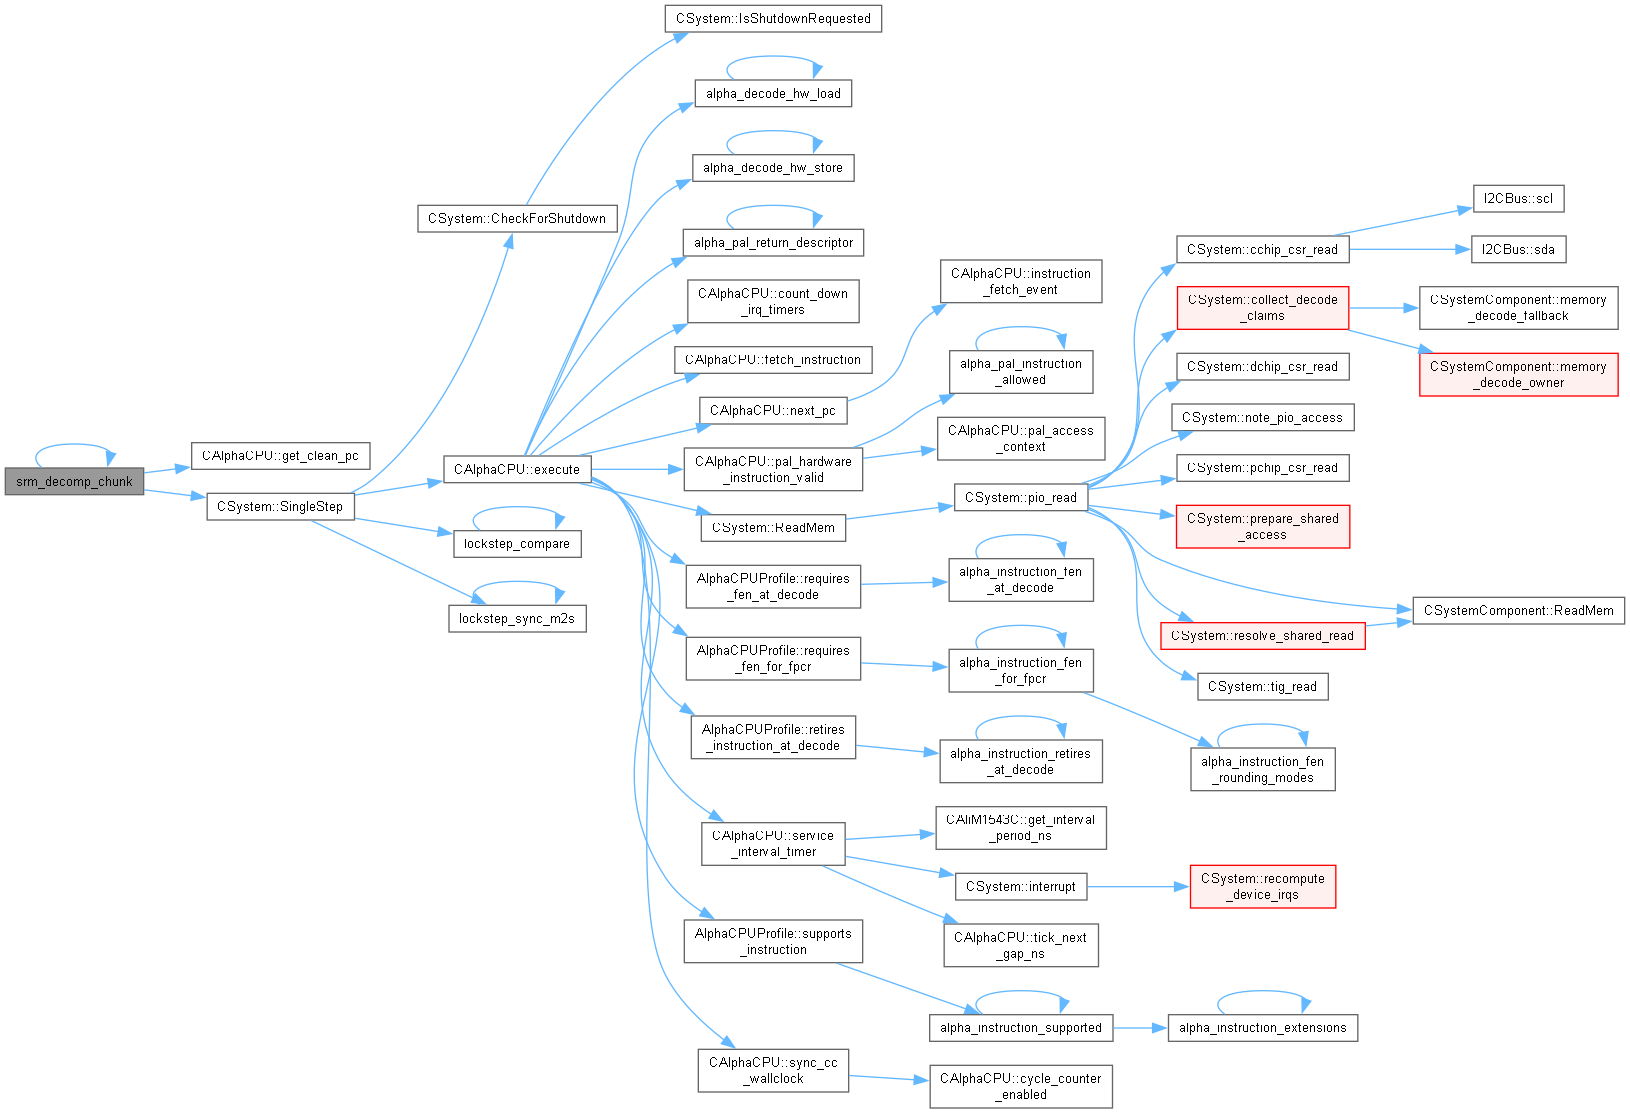 CSystem::IsShutdownRequested
alpha_decode_hw_load
alpha_decode_hw_store
CSystem::CheckForShutdown
alpha_pal_return_descriptor
CAlphaCPU::count_down
_irq_timers
CAlphaCPU::fetch_instruction
CAlphaCPU::next_pc
CAlphaCPU::instruction
_fetch_event
alpha_pal_instruction
_allowed
CAlphaCPU::pal_access
_context
srm_decomp_chunk
CAlphaCPU::get_clean_pc
CSystem::SingleStep
CAlphaCPU::execute
lockstep_compare
lockstep_sync_m2s
CAlphaCPU::pal_hardware
_instruction_valid
CSystem::ReadMem
CSystem::pio_read
AlphaCPUProfile::requires
_fen_at_decode
alpha_instruction_fen
_at_decode
AlphaCPUProfile::requires
_fen_for_fpcr
alpha_instruction_fen
_for_fpcr
AlphaCPUProfile::retires
_instruction_at_decode
alpha_instruction_retires
_at_decode
CAlphaCPU::service
_interval_timer
CAliM1543C::get_interval
_period_ns
CSystem::interrupt
CAlphaCPU::tick_next
_gap_ns
AlphaCPUProfile::supports
_instruction
alpha_instruction_supported
alpha_instruction_extensions
CAlphaCPU::sync_cc
_wallclock
CAlphaCPU::cycle_counter
_enabled
I2CBus::scl
CSystem::cchip_csr_read
I2CBus::sda
CSystem::collect_decode
_claims
CSystemComponent::memory
_decode_fallback
CSystem::dchip_csr_read
CSystemComponent::memory
_decode_owner
CSystem::note_pio_access
CSystem::pchip_csr_read
CSystem::prepare_shared
_access
CSystemComponent::ReadMem
CSystem::resolve_shared_read
CSystem::tig_read
alpha_instruction_fen
_rounding_modes
CSystem::recompute
_device_irqs